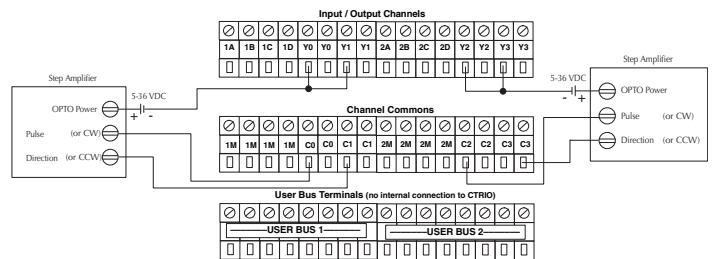 Input / Output Channels
1A 1B 1C 1D Y0 Y0 Y1 Y1 2A 2B 2C 2D Y2 Y2 Y3 Y3
Step Amplifier
5-36 VDC
OPTO Power
+ -
Pulse (or CW)
Direction (or CCW)
Step Amplifier
5-36 VDC
- +
OPTO Power
Pulse (or CW)
Direction (or CCW)
Channel Commons
1M 1M 1M 1M C0 C0 C1 C1 2M 2M 2M 2M C2 C2 C3 C3
User Bus Terminals (no internal connection to CTRIO)
USER BUS 1
USER BUS 2